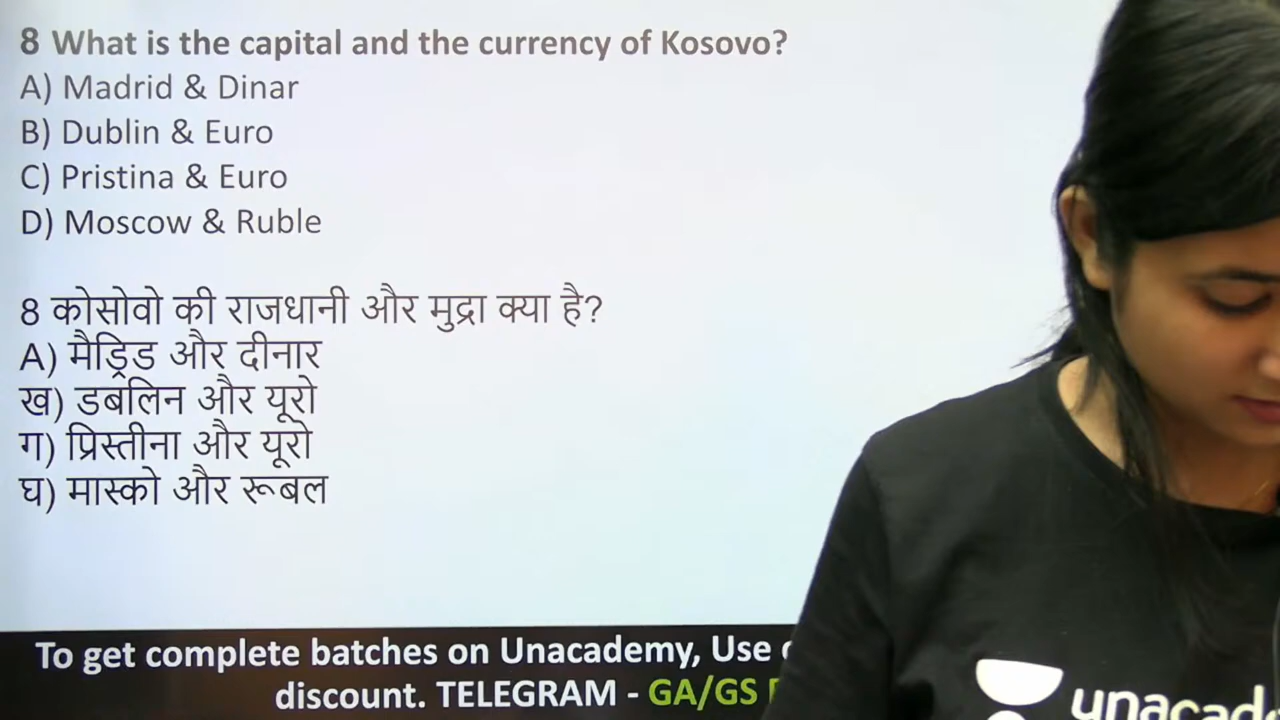 8 What is the capital and the currency of Kosovo?
A) Madrid & Dinar
B) Dublin & Euro
C) Pristina & Euro
D) Moscow & Ruble
8 कोसोवो की राजधानी और मुद्रा क्या है?
A) मैड्रिड और दीनार
ख) डबलिन और यूरो
ग) प्रिस्तीना और यूरो
घ) मास्को और रूबल
To get complete batches on Unacademy, Use
discount. TELEGRAM - GA/GS
unacade